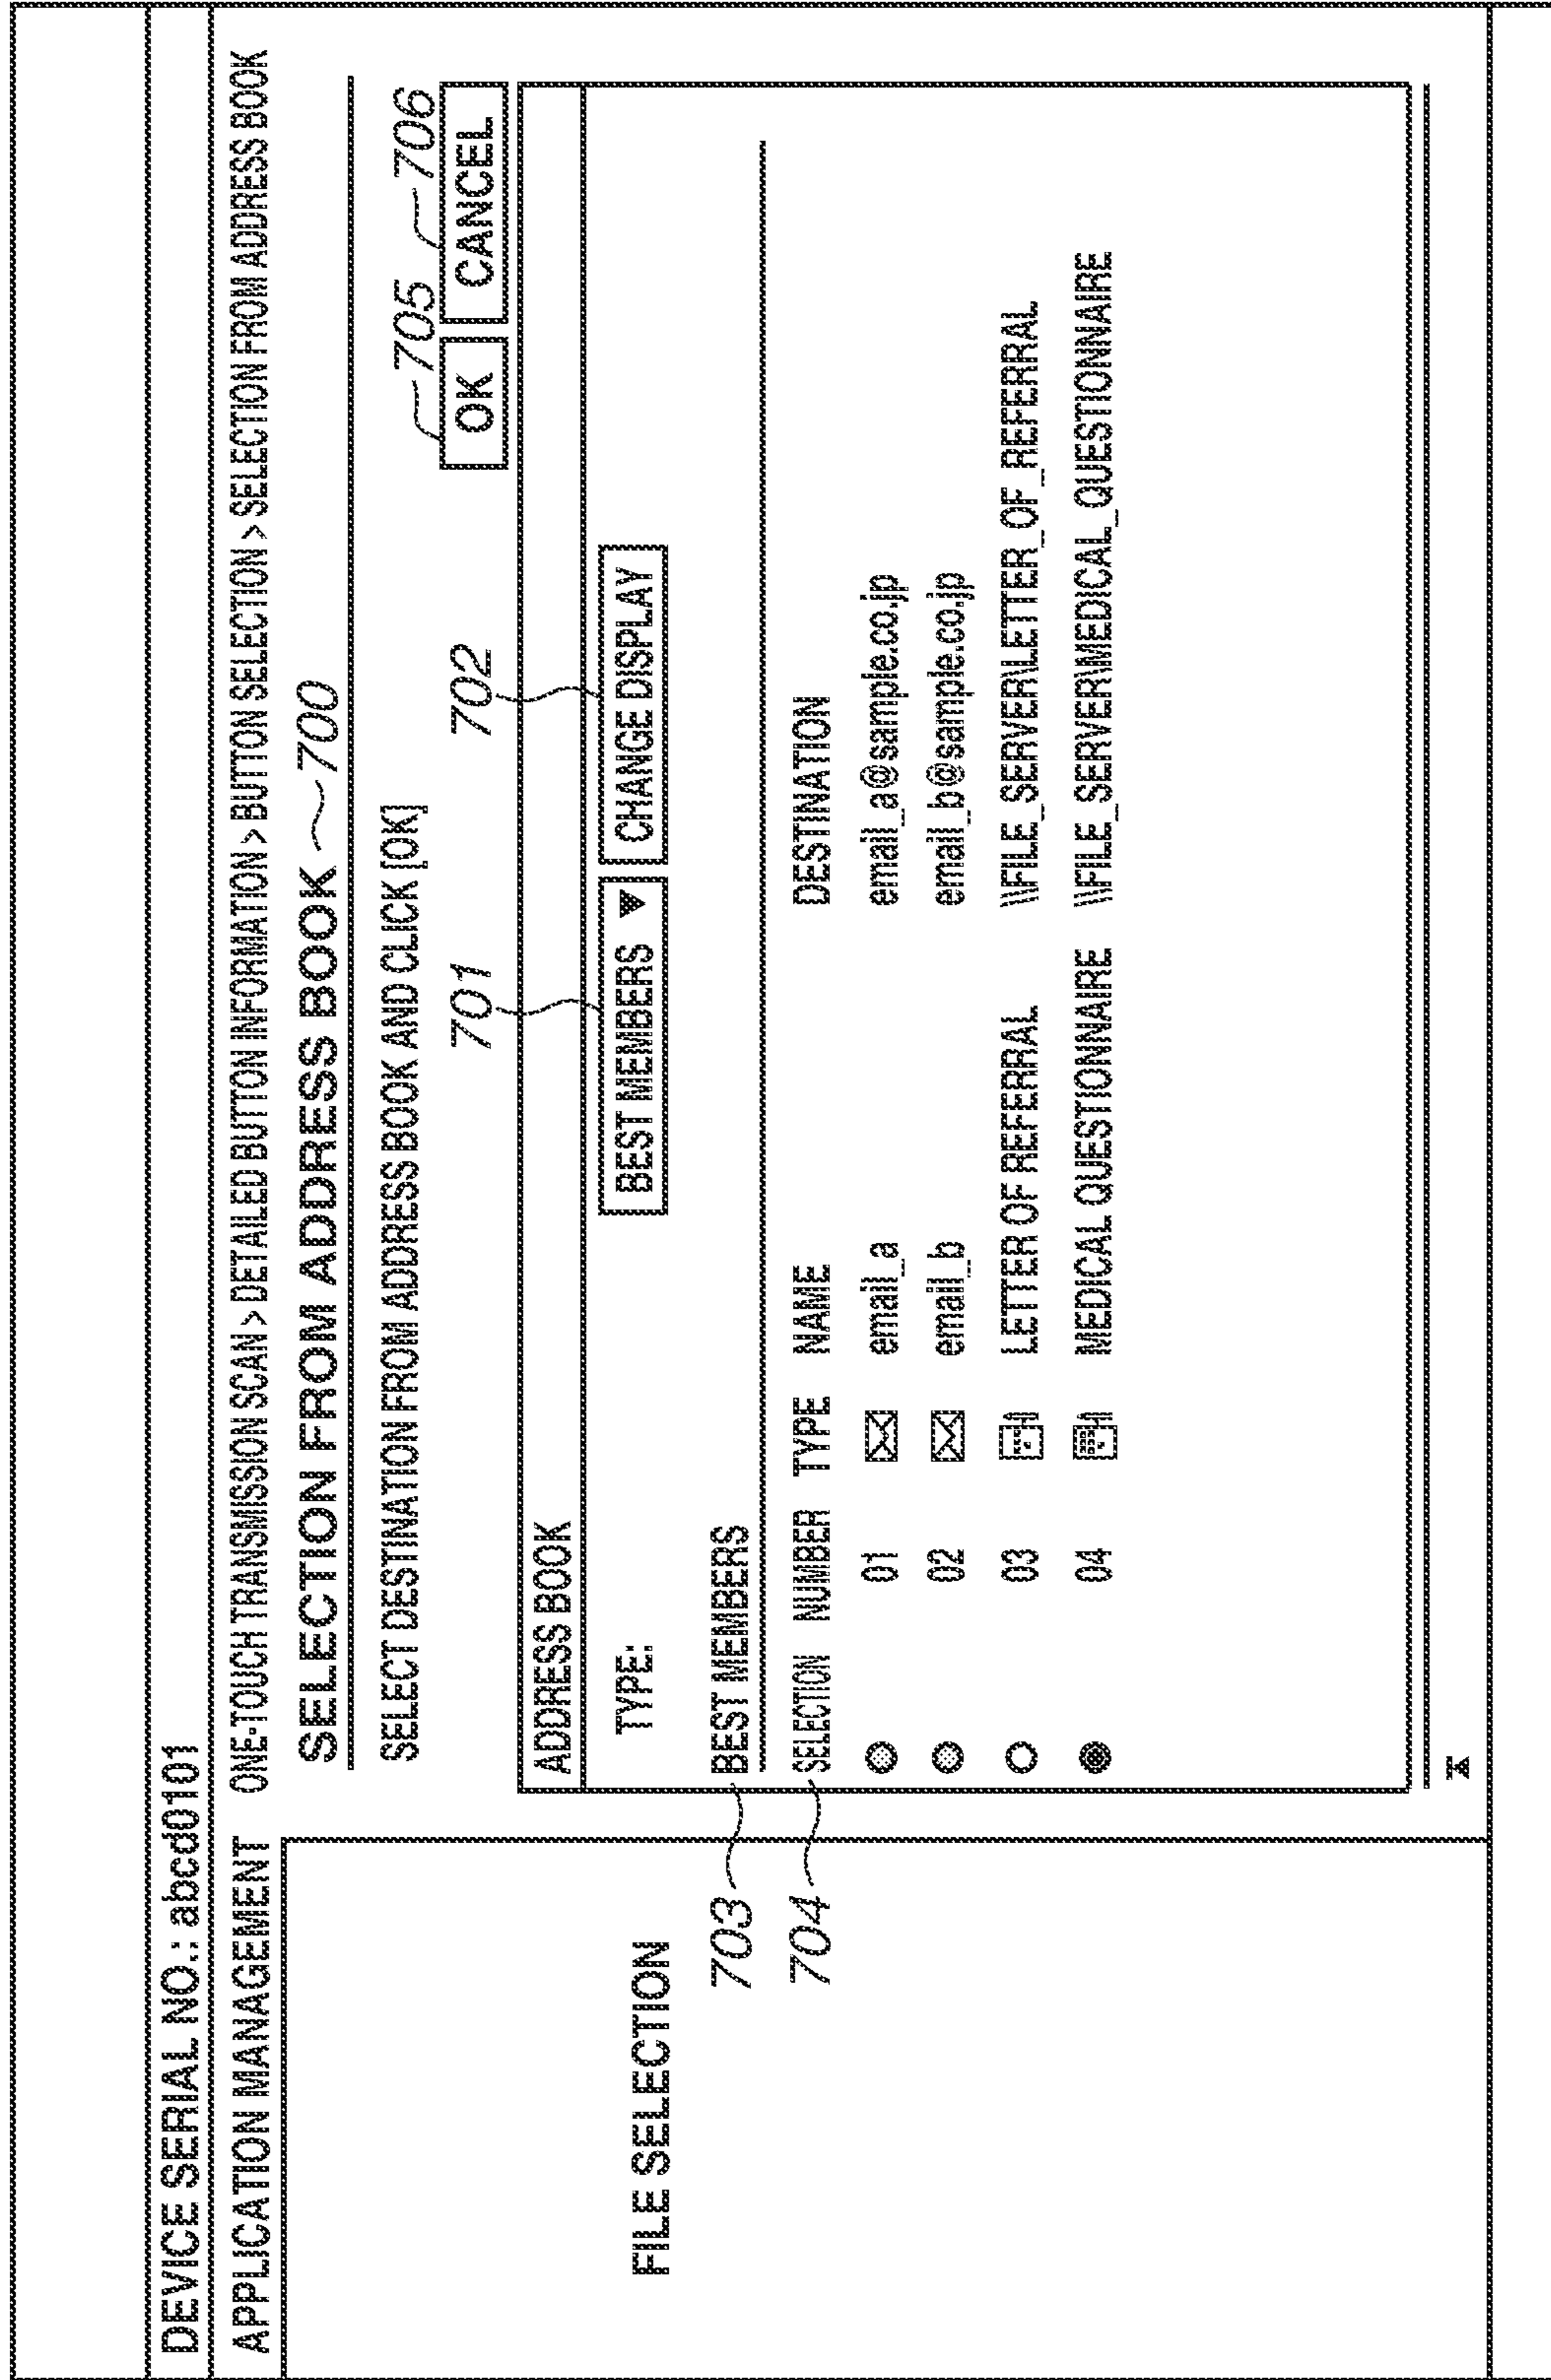 DEVICE SERIAL NO.: abcd0101
APPLICATION MANAGEMENT
ONE-TOUCH TRANSMISSION SCAN > DETAILED BUTTON INFORMATION > BUTTON SELECTION > SELECTION FROM ADDRESS BOOK
SELECTION FROM ADDRESS BOOK 700
SELECT DESTINATION FROM ADDRESS BOOK AND CLICK [OK]
705 706
701 702
OK CANCEL
ADDRESS BOOK
FILE SELECTION
TYPE: BEST MEMBERS ▼ CHANGE DISPLAY
703 BEST MEMBERS
704 SELECTION NUMBER TYPE NAME DESTINATION
01 email_a email_a@sample.co.jp
02 email_b email_b@sample.co.jp
03 LETTER OF REFERRAL \\FILE_SERVER\LETTER_OF_REFERRAL
04 MEDICAL QUESTIONNAIRE \\FILE_SERVER\MEDICAL_QUESTIONNAIRE